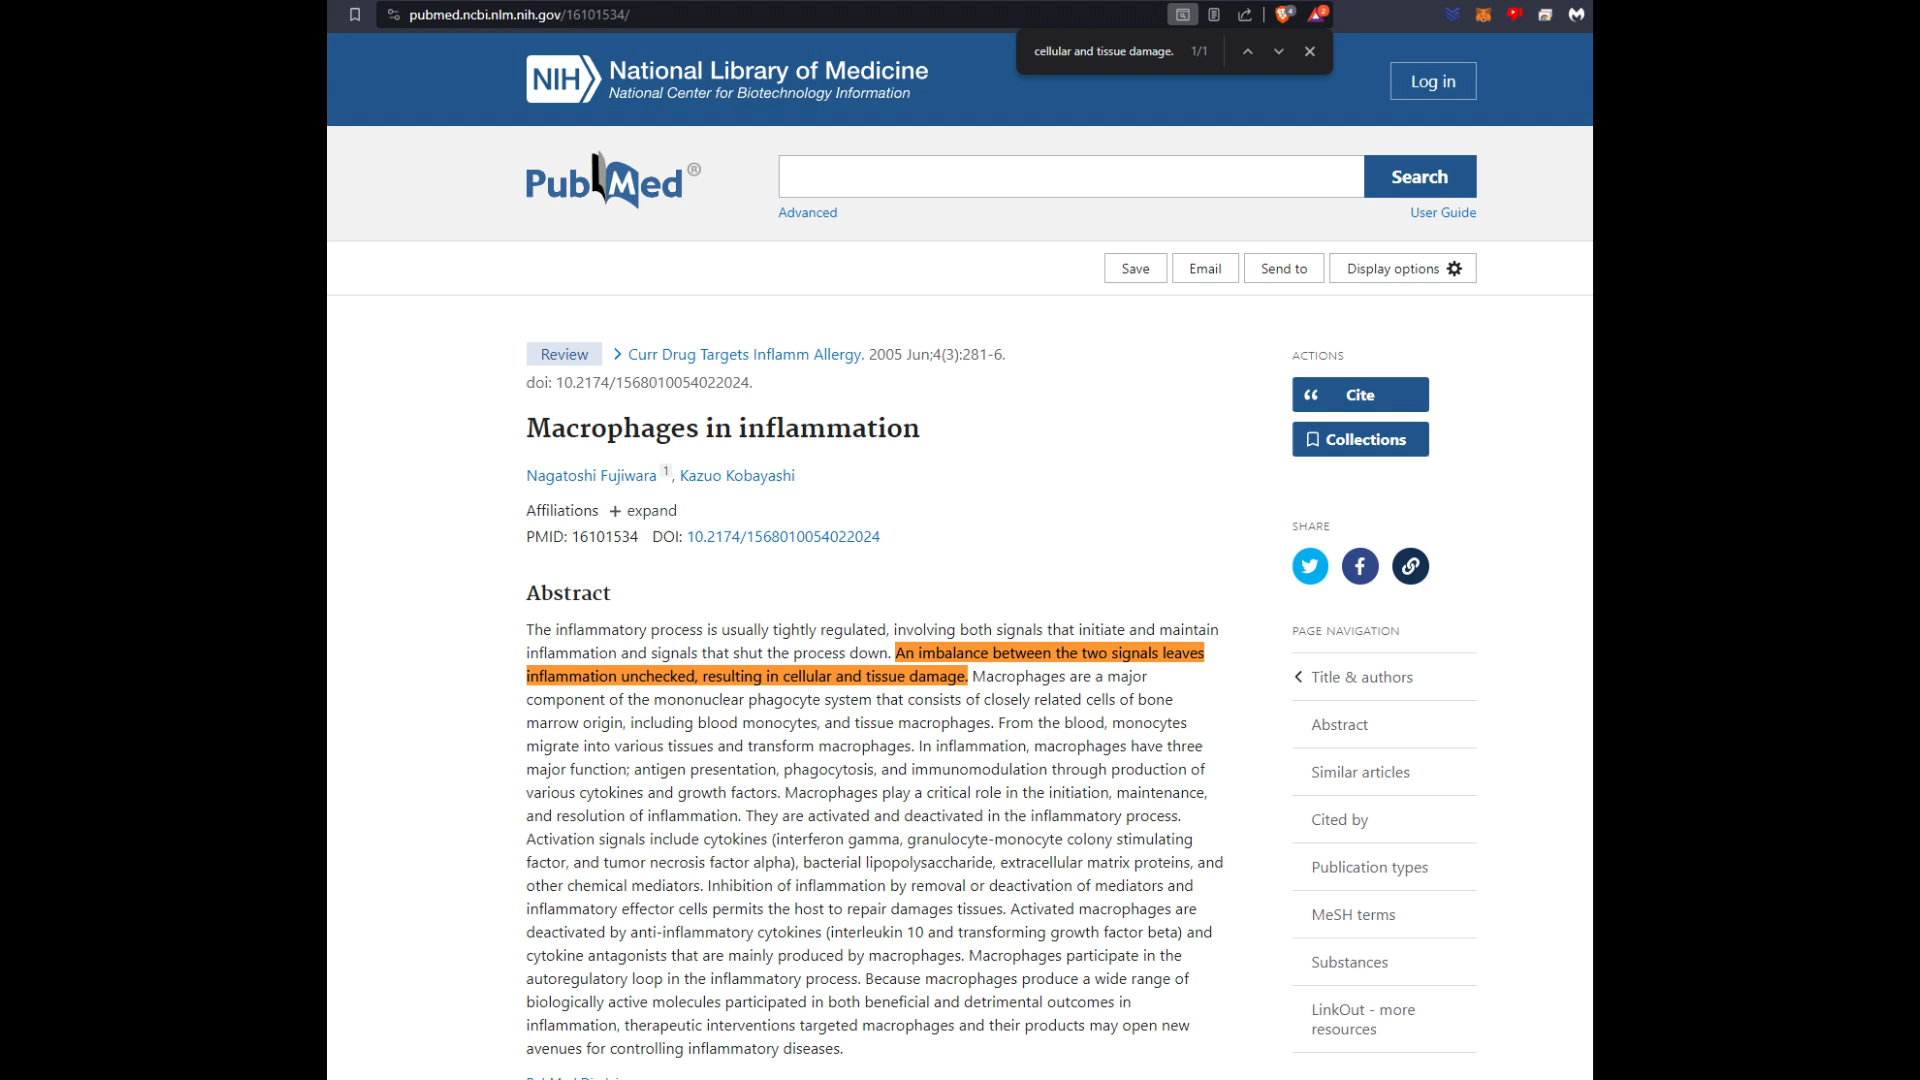 pubmed.ncbi.nlm.nih.gov/16101534/
4
2
cellular and tissue damage. 1/1
NIH National Library of Medicine
National Center for Biotechnology Information
Log in
PubMed®
Search
Advanced
User Guide
Save
Email
Send to
Display options
Review
Curr Drug Targets Inflamm Allergy. 2005 Jun;4(3):281-6.
doi: 10.2174/1568010054022024.
Macrophages in inflammation
Nagatoshi Fujiwara 1, Kazuo Kobayashi
Affiliations + expand
PMID: 16101534 DOI: 10.2174/1568010054022024
Abstract
The inflammatory process is usually tightly regulated, involving both signals that initiate and maintain
inflammation and signals that shut the process down. An imbalance between the two signals leaves
inflammation unchecked, resulting in cellular and tissue damage. Macrophages are a major
component of the mononuclear phagocyte system that consists of closely related cells of bone
marrow origin, including blood monocytes, and tissue macrophages. From the blood, monocytes
migrate into various tissues and transform macrophages. In inflammation, macrophages have three
major function; antigen presentation, phagocytosis, and immunomodulation through production of
various cytokines and growth factors. Macrophages play a critical role in the initiation, maintenance,
and resolution of inflammation. They are activated and deactivated in the inflammatory process.
Activation signals include cytokines (interferon gamma, granulocyte-monocyte colony stimulating
factor, and tumor necrosis factor alpha), bacterial lipopolysaccharide, extracellular matrix proteins, and
other chemical mediators. Inhibition of inflammation by removal or deactivation of mediators and
inflammatory effector cells permits the host to repair damages tissues. Activated macrophages are
deactivated by anti-inflammatory cytokines (interleukin 10 and transforming growth factor beta) and
cytokine antagonists that are mainly produced by macrophages. Macrophages participate in the
autoregulatory loop in the inflammatory process. Because macrophages produce a wide range of
biologically active molecules participated in both beneficial and detrimental outcomes in
inflammation, therapeutic interventions targeted macrophages and their products may open new
avenues for controlling inflammatory diseases.
ACTIONS
Cite
Collections
SHARE
PAGE NAVIGATION
Title & authors
Abstract
Similar articles
Cited by
Publication types
MeSH terms
Substances
LinkOut - more
resources